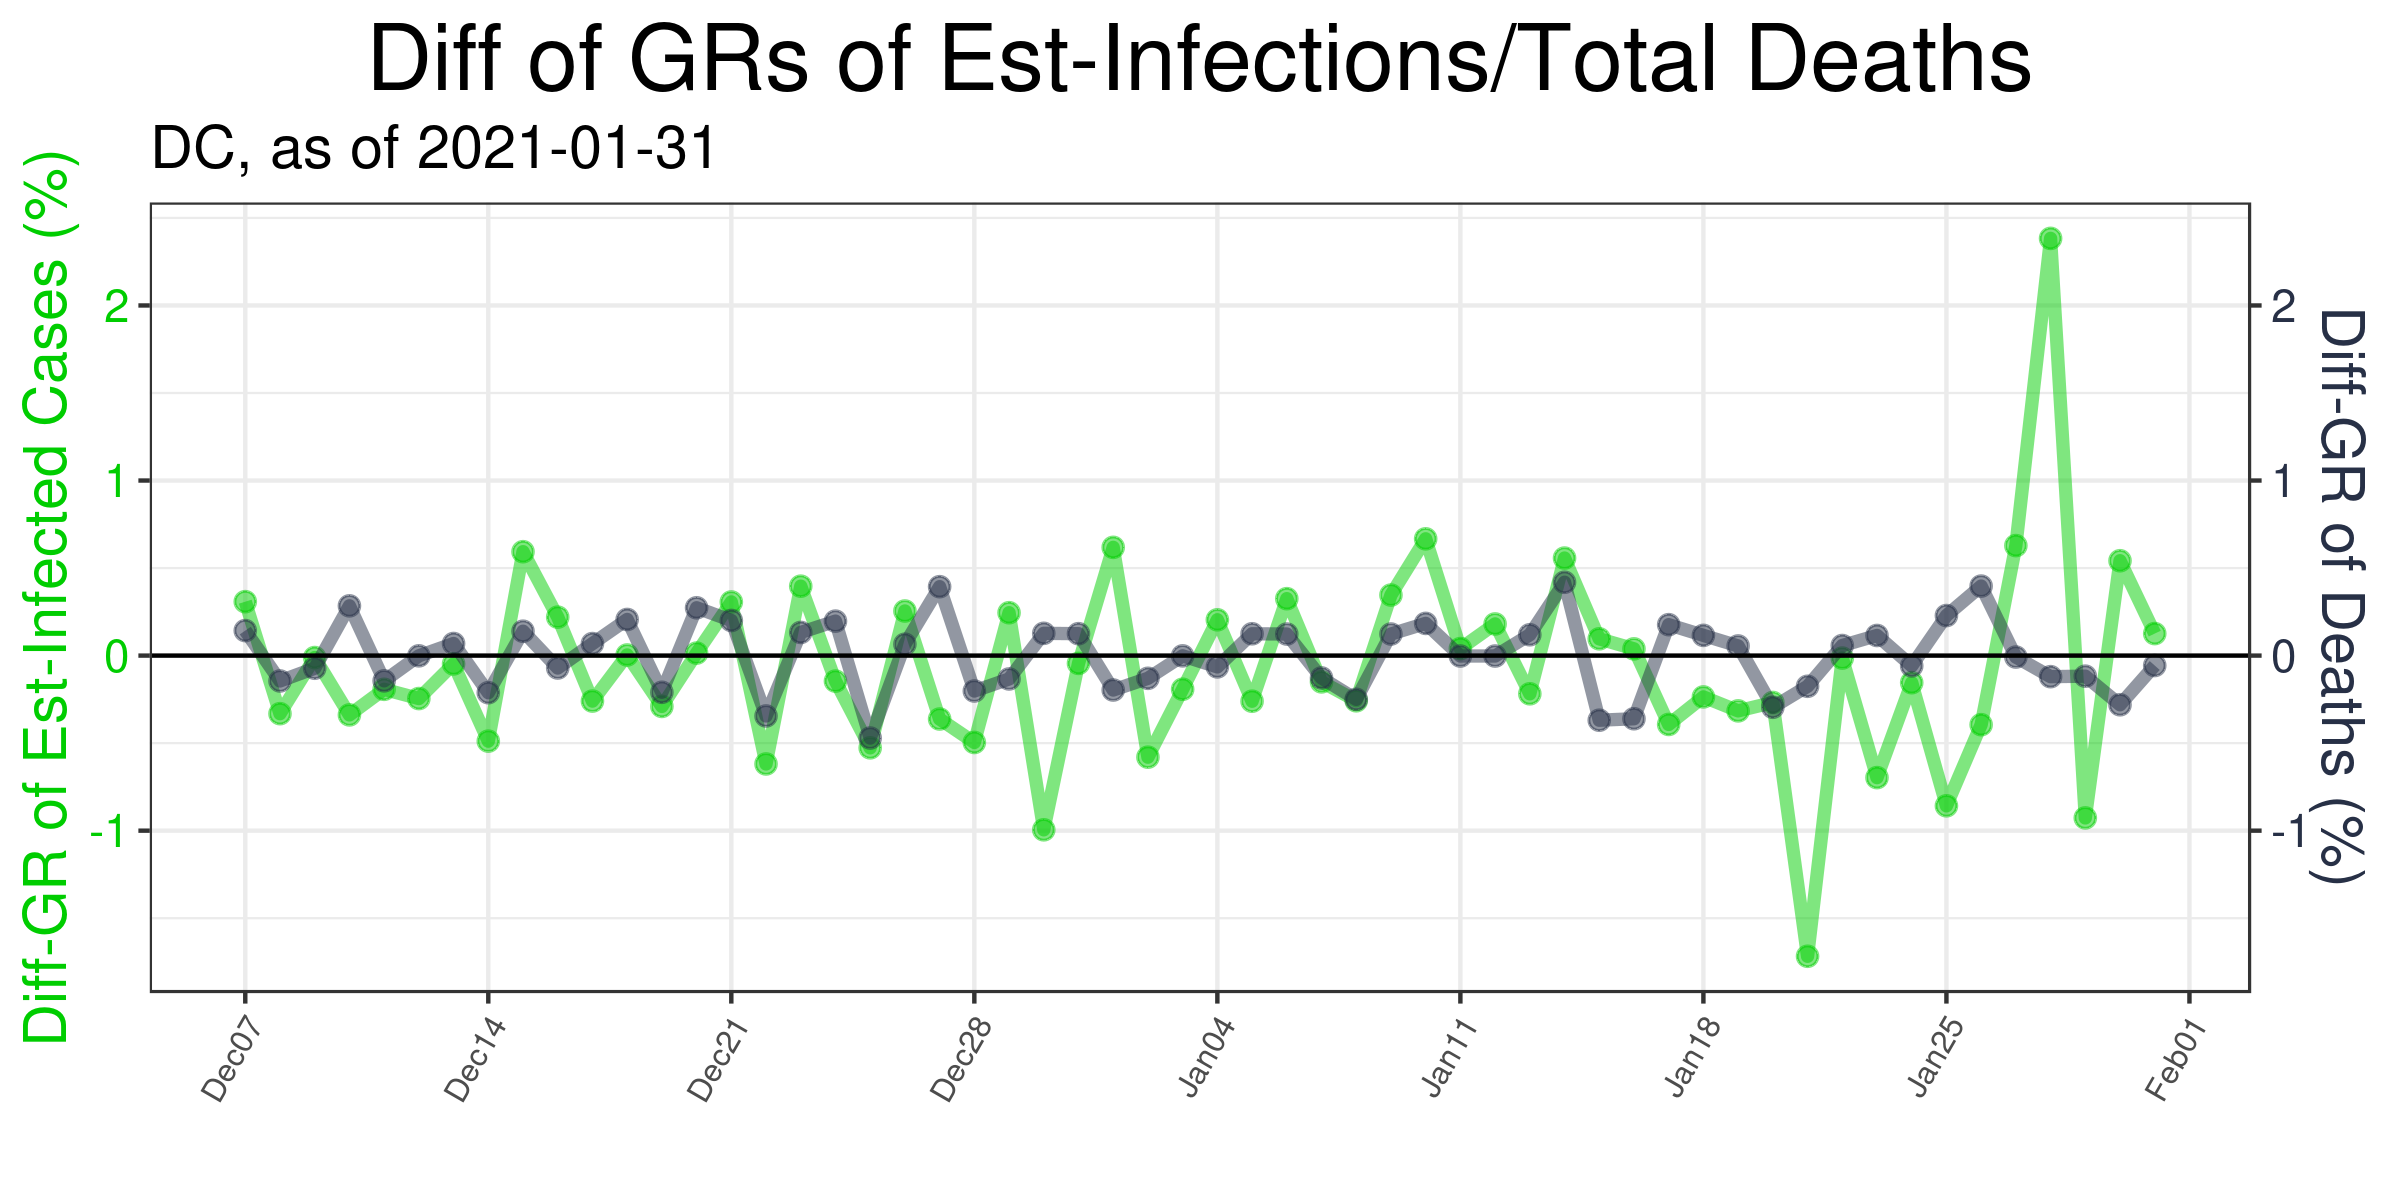 Diff of GRs of Est-Infections/Total Deaths
DC, as of 2021-01-31
Diff-GR of Est-Infected Cases (%)
2
1
0
-1
2
1
0
-1
Diff-GR of Deaths (%)
Dec07
Dec14
Dec21
Dec28
Jan04
Jan11
Jan18
Jan25
Feb01